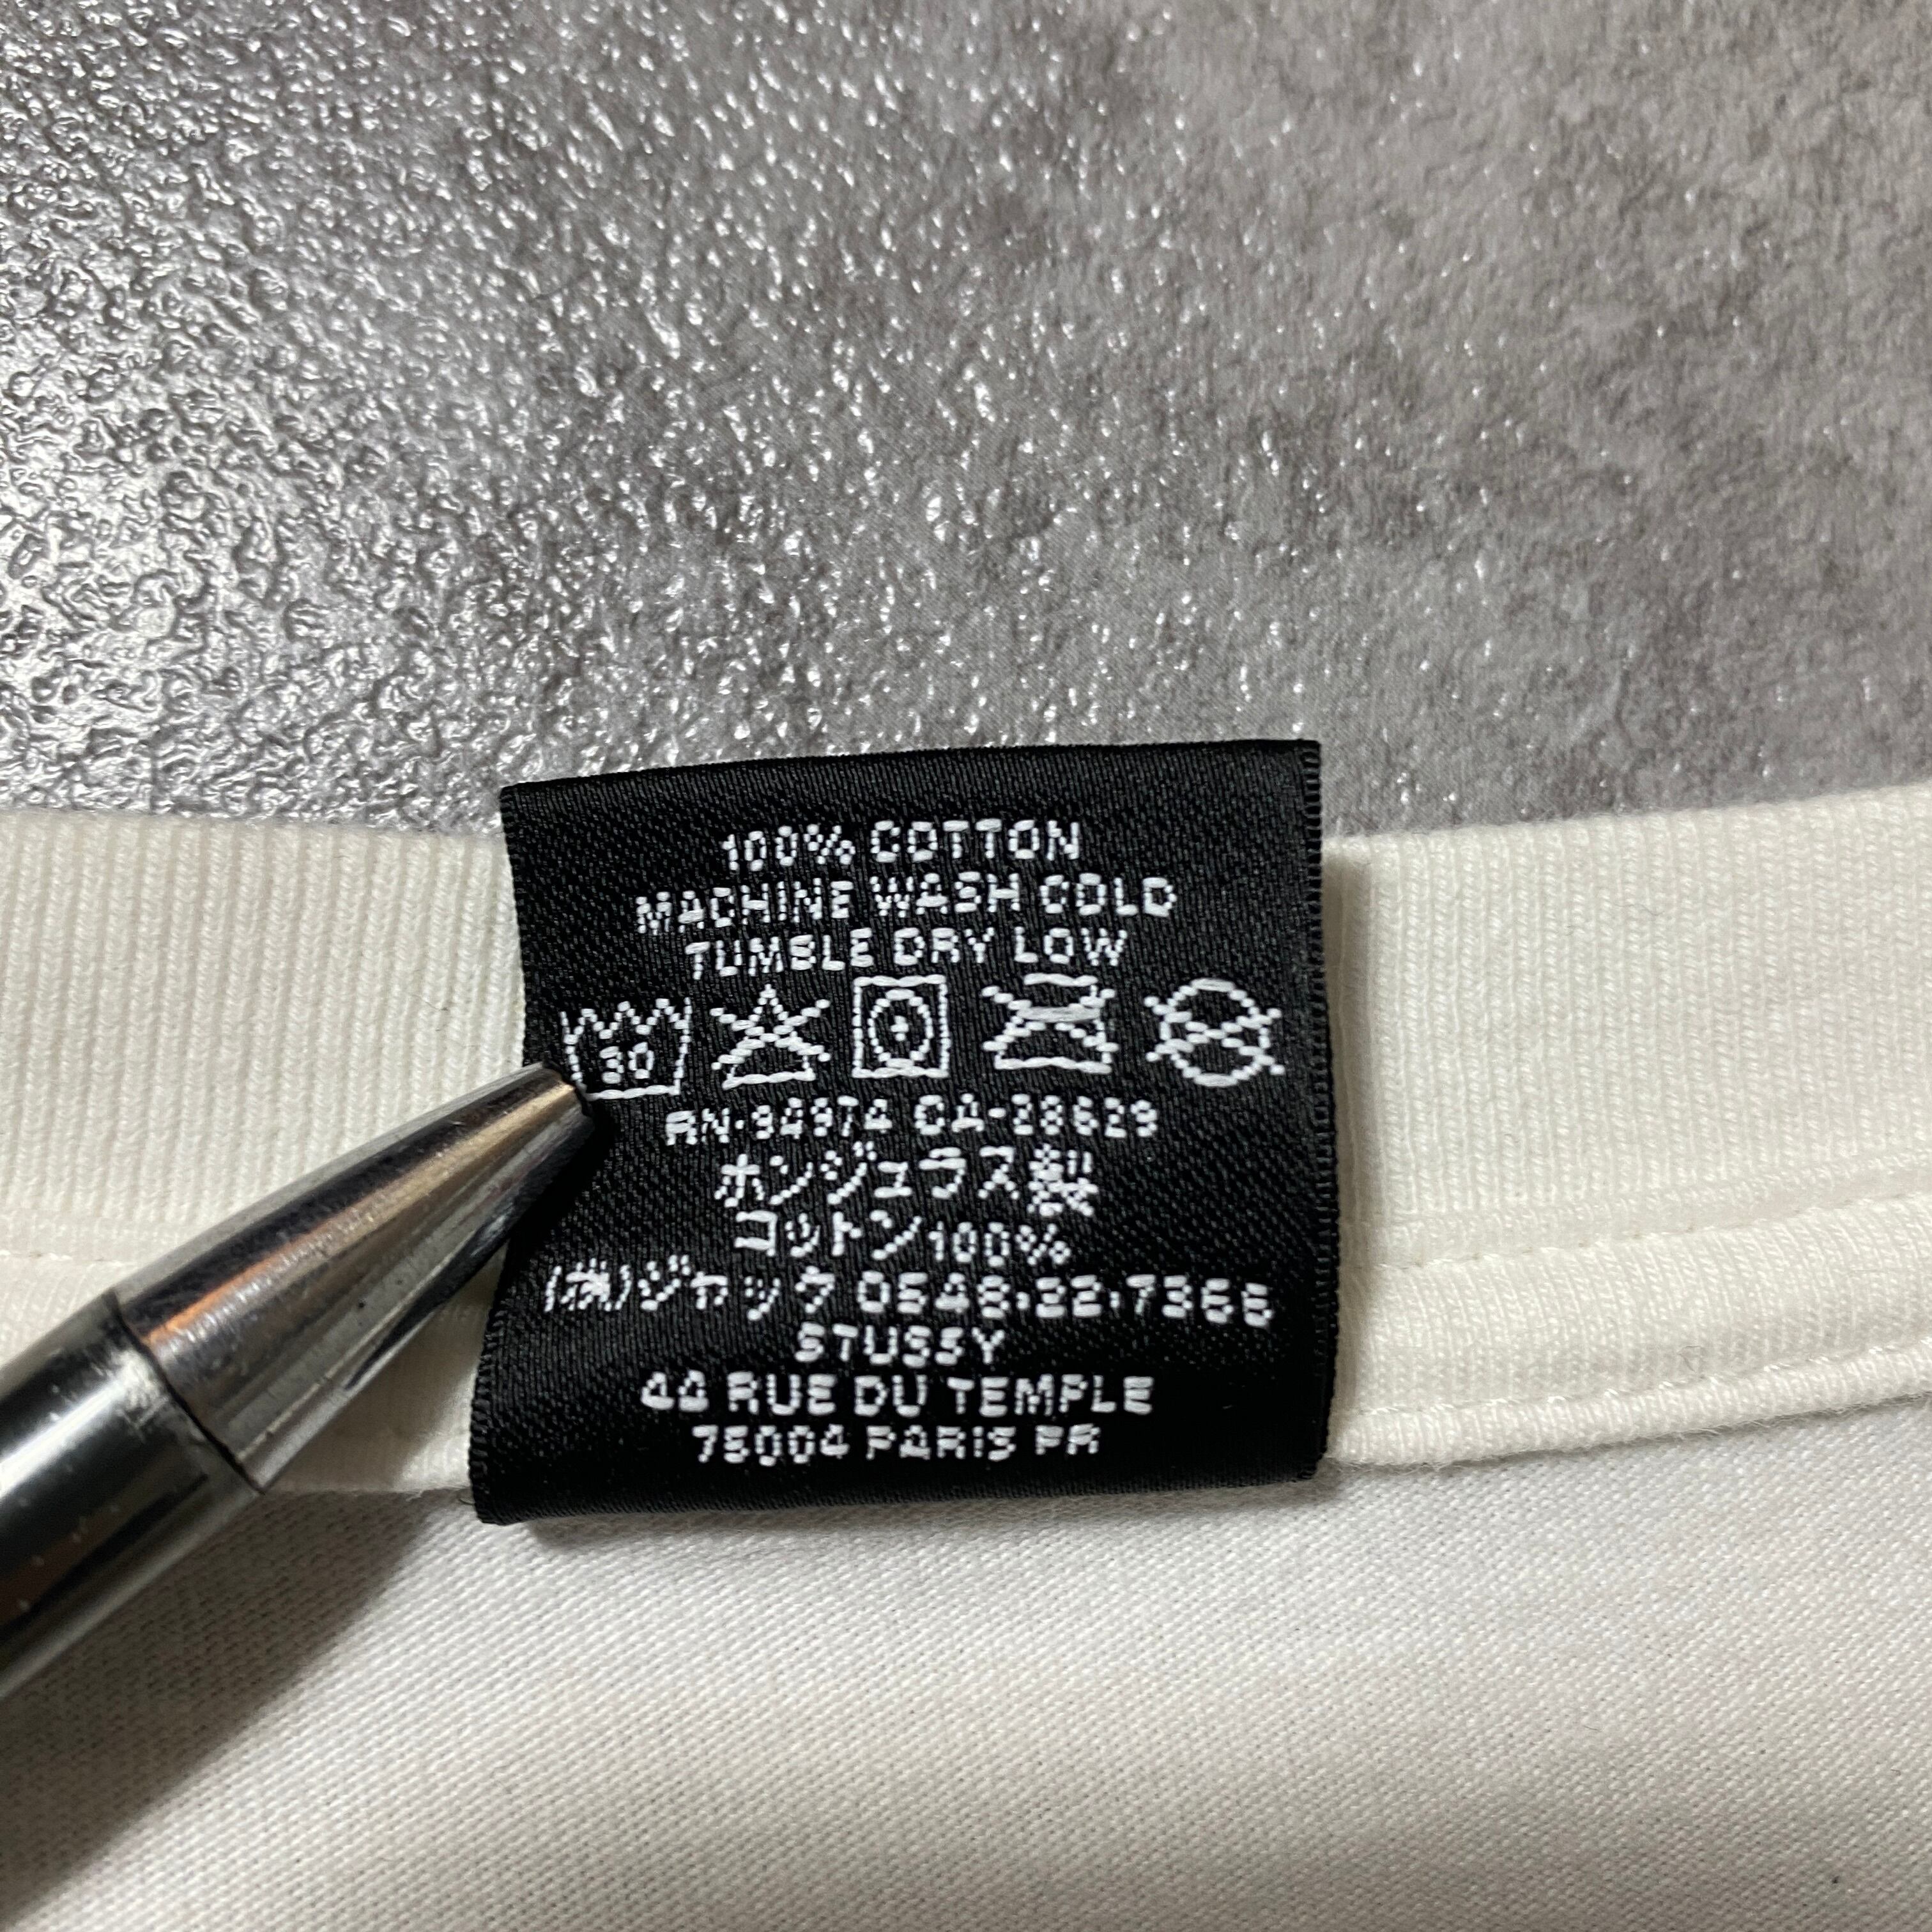 100% COTTON
MACHINE WASH COLD
TUMBLE DRY LOW
30
RN-94974 CA-28629
ホンジュラス製
コットン100%
(株)ジャック 0548-22-7366
STUSSY
44 RUE DU TEMPLE
75004 PARIS FR